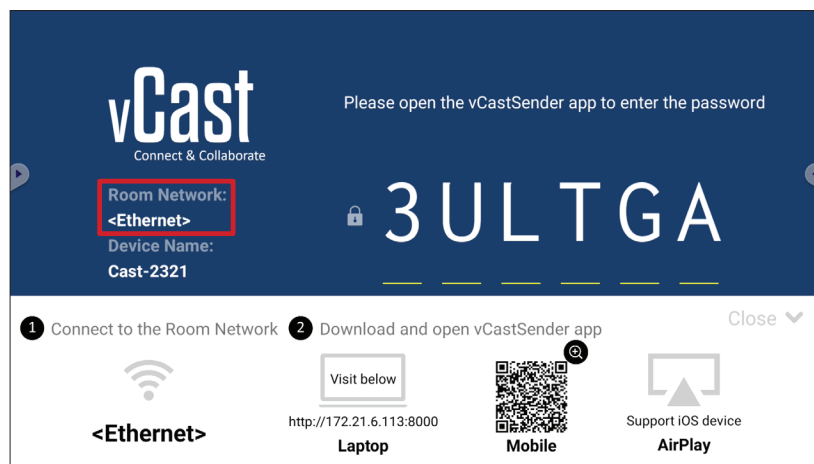 vCast
Connect & Collaborate
Please open the vCastSender app to enter the password
Room Network:
<Ethernet>
Device Name:
Cast-2321
3ULTGA
Close
1 Connect to the Room Network
2 Download and open vCastSender app
<Ethernet>
Visit below
http://172.21.6.113:8000
Laptop
Mobile
Support iOS device
AirPlay